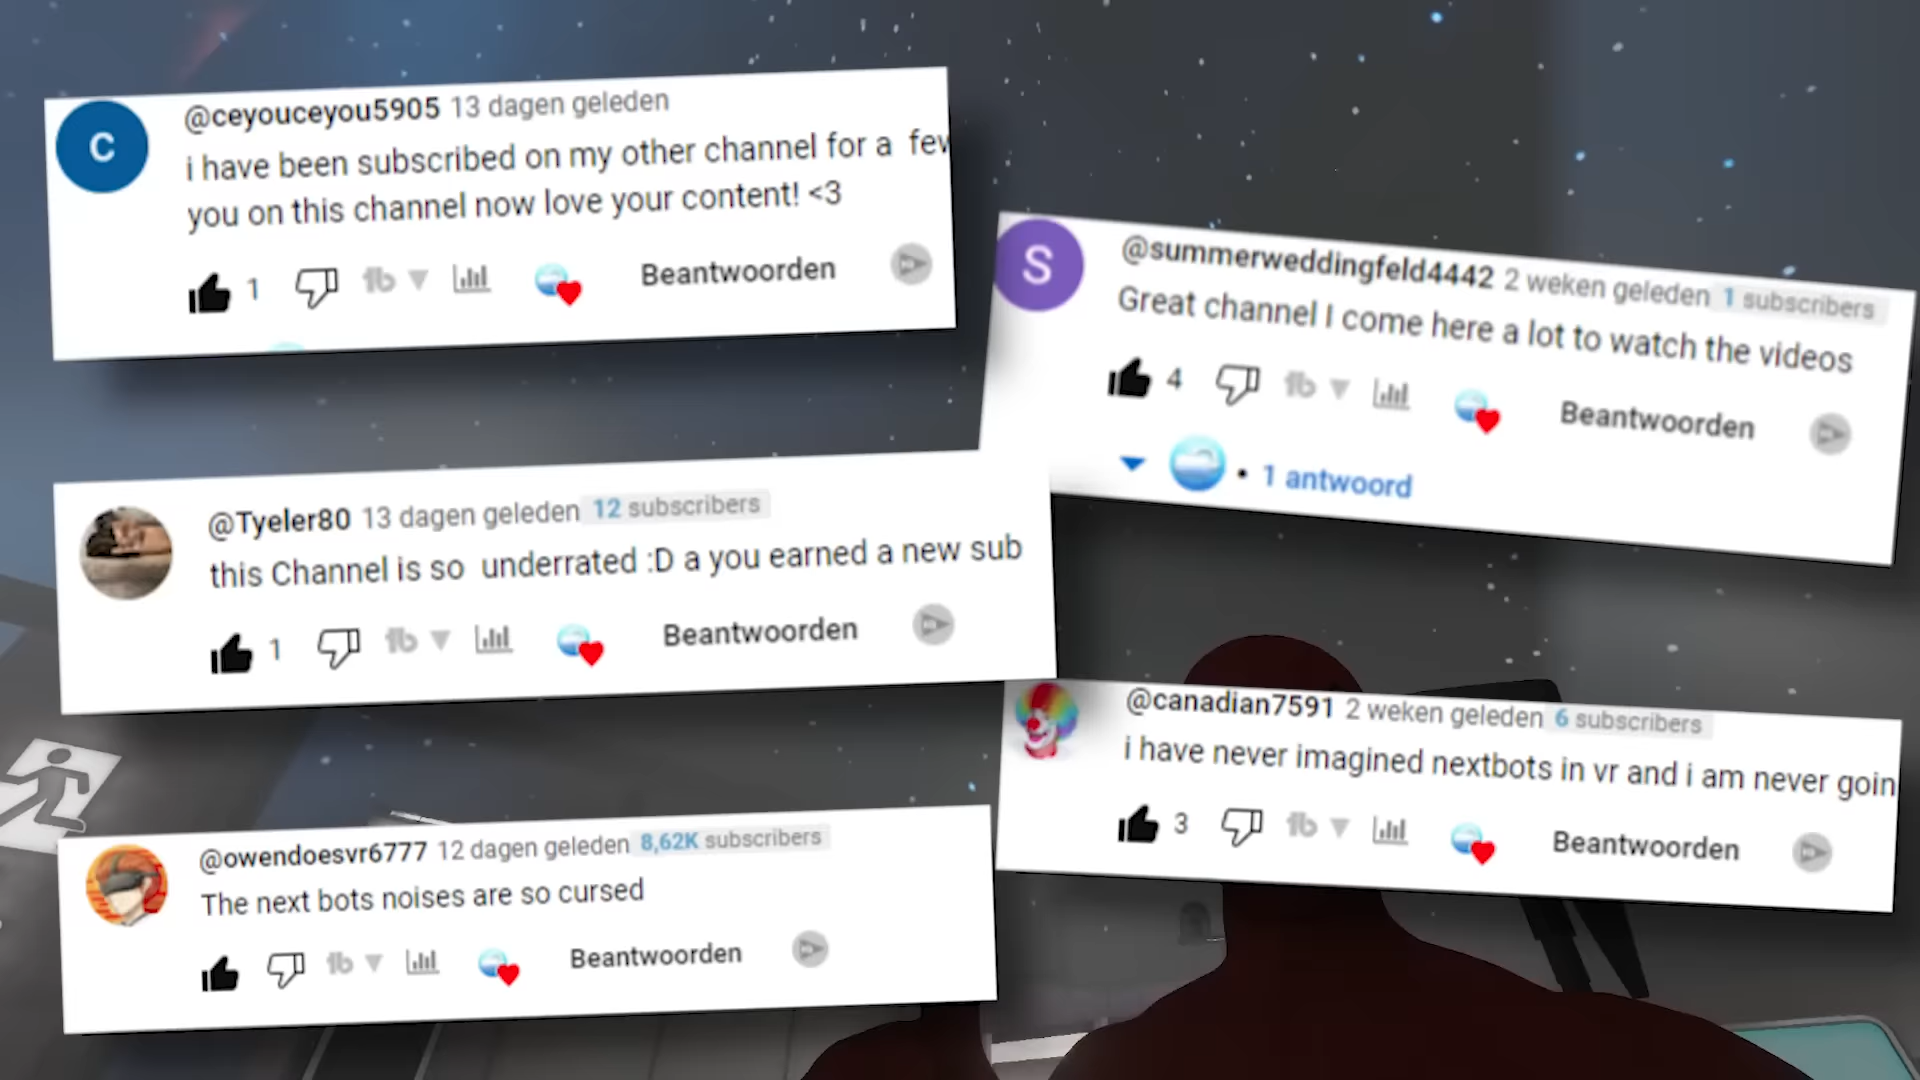 @ceyouceyou5905 13 dagen geleden
i have been subscribed on my other channel for a
you on this channel now love your content! <3
1 Beantwoorden
@summerweddingfeld4442 2 weken geleden 1 subscribers
Great channel I come here a lot to watch the videos
4 Beantwoorden
• 1 antwoord
@Tyeler80 13 dagen geleden 12 subscribers
this Channel is so underrated :D a you earned a new sub
1 Beantwoorden
@canadian7591 2 weken geleden 6 subscribers
i have never imagined nextbots in vr and i am never goin
3 Beantwoorden
@owendoesvr6777 12 dagen geleden 8,62K subscribers
The next bots noises are so cursed
Beantwoorden
C
S